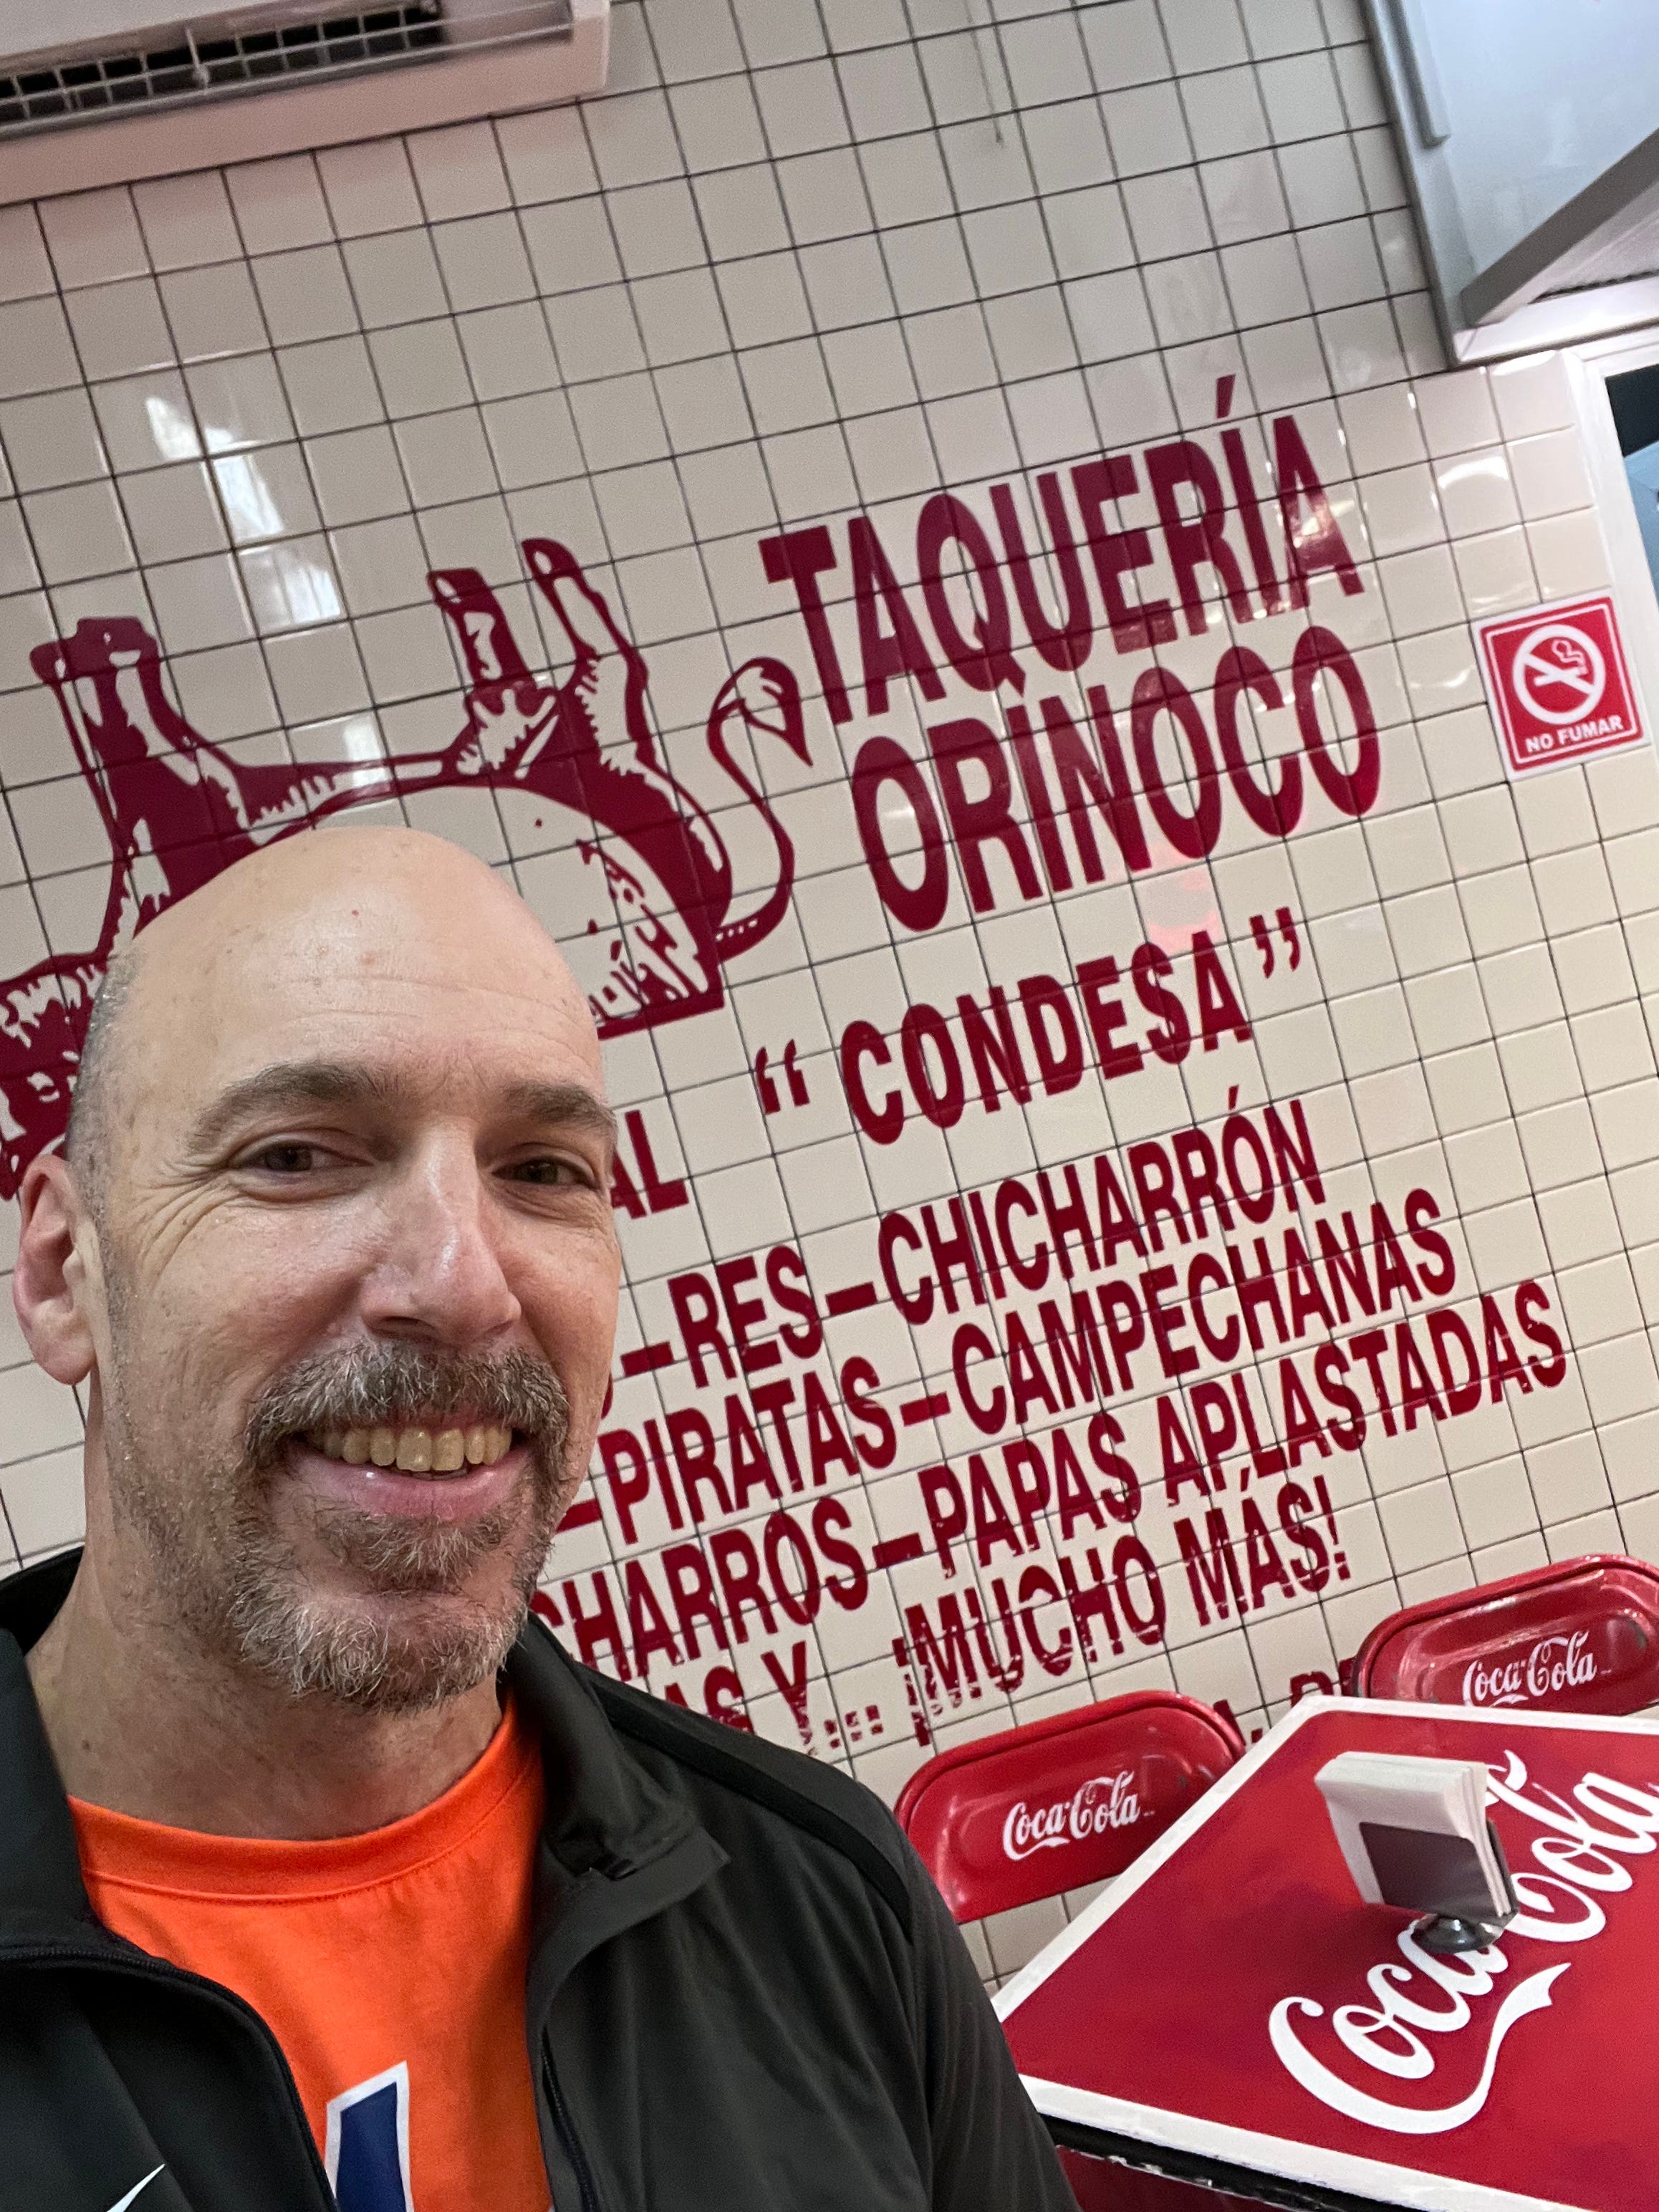 TAQUERÍA
ORINOCO
“ CONDESA ”
–RES–CHICHARRÓN
–PIRATAS–CAMPECHANAS
CHARROS–PAPAS APLASTADAS
Y... ¡MUCHO MÁS!
NO FUMAR
Coca-Cola
Coca-Cola
Coca-Cola